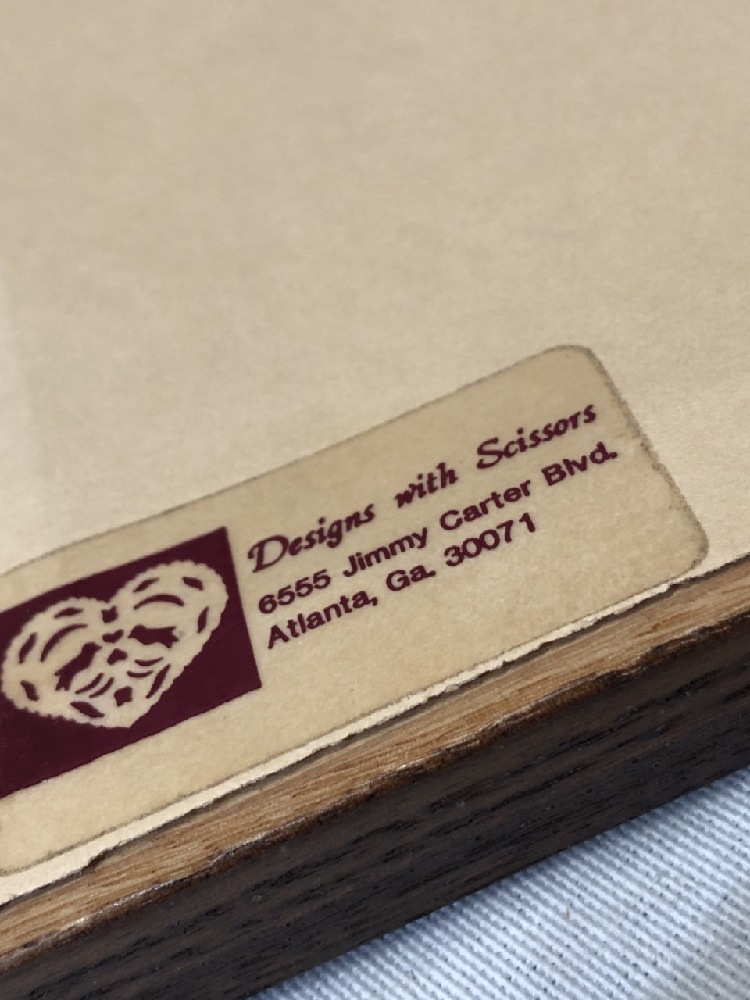 Designs with Scissors
6555 Jimmy Carter Blvd.
Atlanta, Ga. 30071